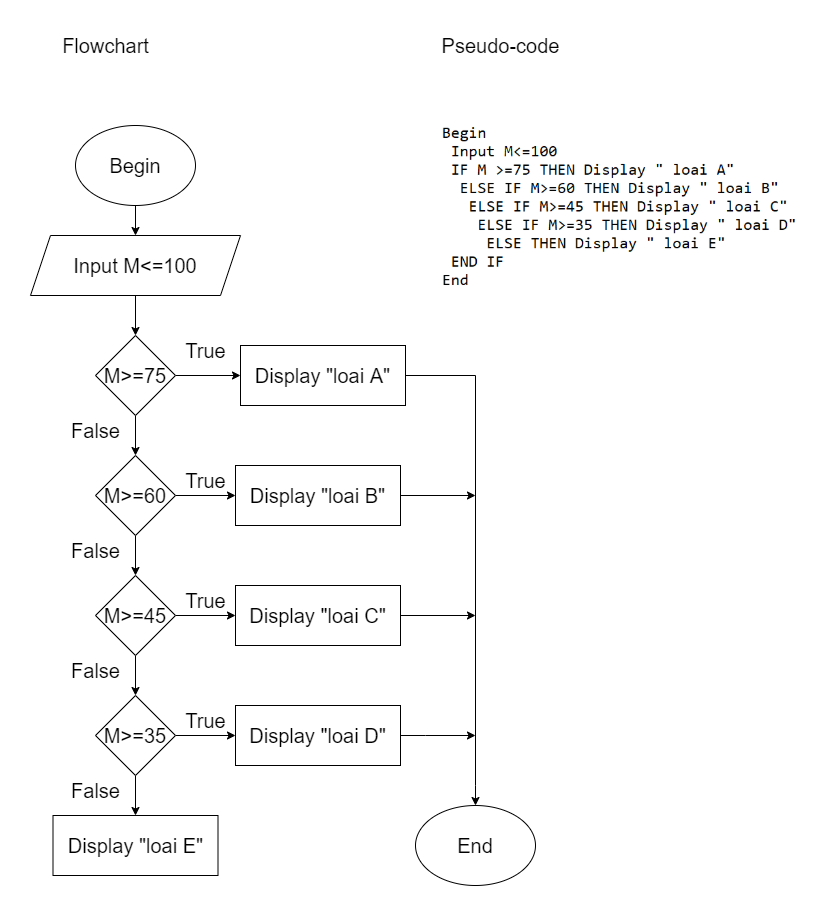 Flowchart
Pseudo-code
Begin
Input M<=100
IF M >=75 THEN Display " loai A"
ELSE IF M>=60 THEN Display " loai B"
ELSE IF M>=45 THEN Display " loai C"
ELSE IF M>=35 THEN Display " loai D"
ELSE THEN Display " loai E"
END IF
End
Begin
Input M<=100
True
M>=75
Display "loai A"
False
True
M>=60
Display "loai B"
False
True
M>=45
Display "loai C"
False
True
M>=35
Display "loai D"
False
Display "loai E"
End